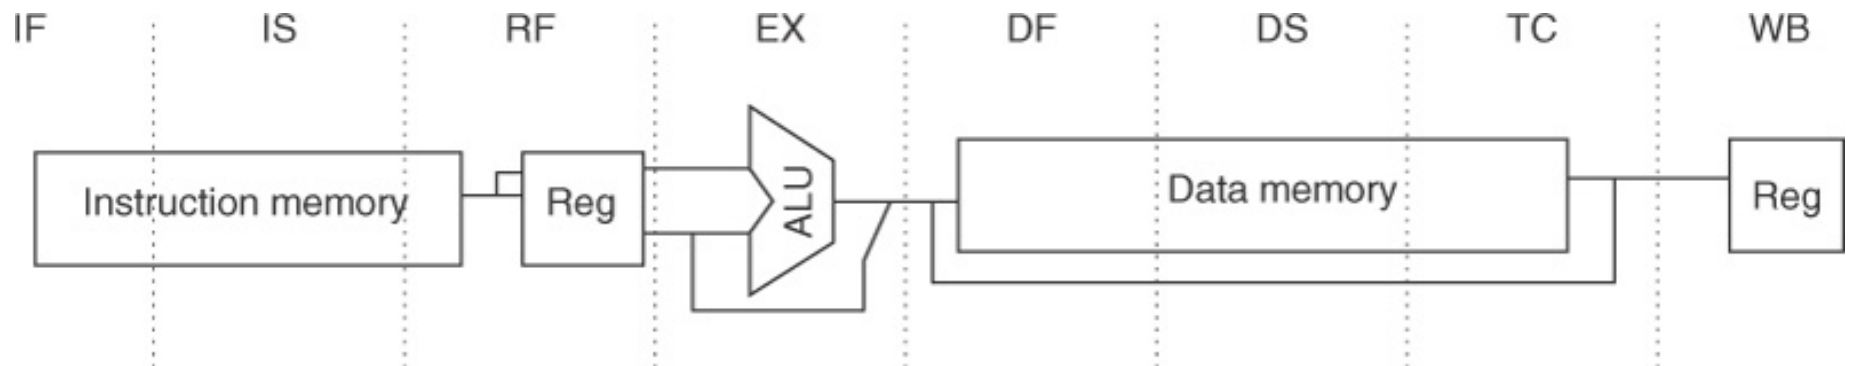 IF IS RF EX DF DS TC WB
Instruction memory Reg ALU Data memory Reg